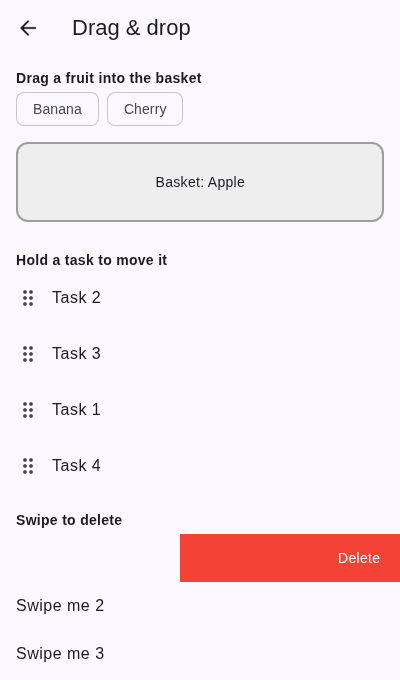 Drag & drop
Drag a fruit into the basket
Banana
Cherry
Basket: Apple
Hold a task to move it
Task 2
Task 3
Task 1
Task 4
Swipe to delete
Delete
Swipe me 2
Swipe me 3